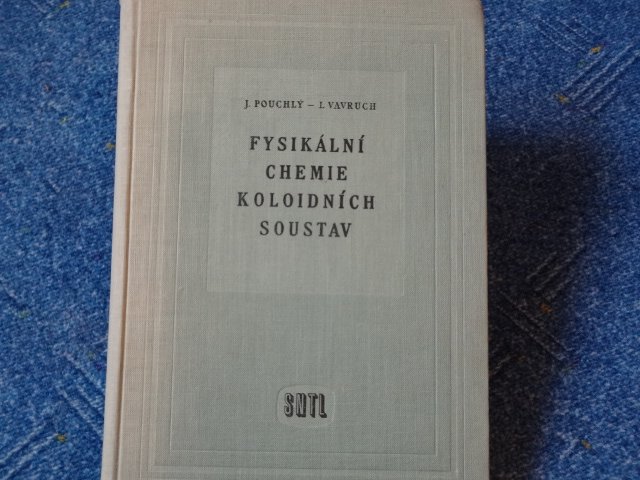 J. POUCHLÝ – I. VAVRUCH
FYSIKÁLNÍ
CHEMIE
KOLOIDNÍCH
SOUSTAV
SNTL